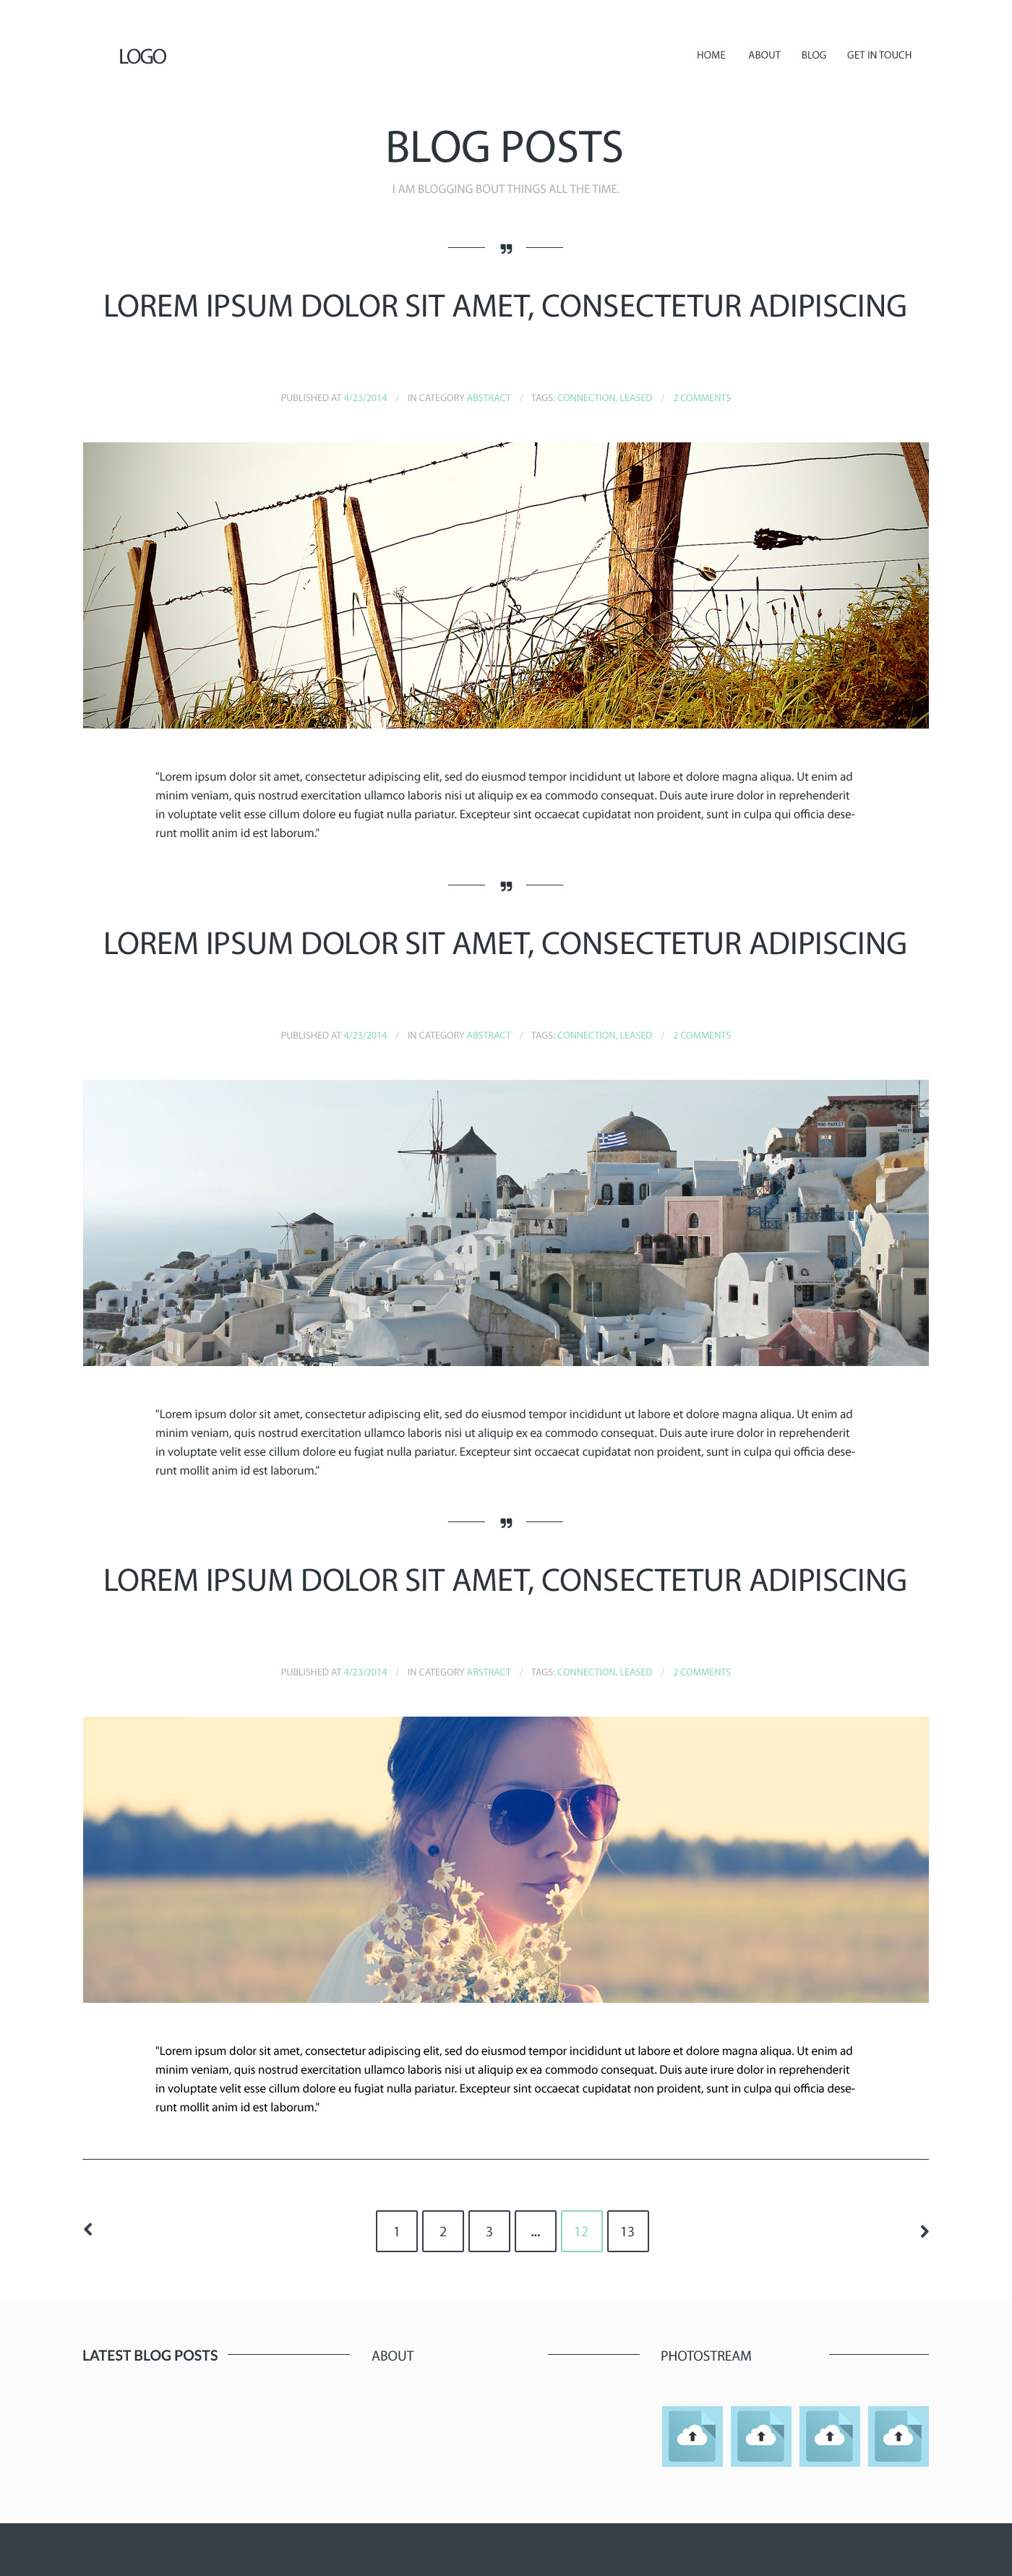 LOGO
HOME ABOUT BLOG GET IN TOUCH
BLOG POSTS
I AM BLOGGING BOUT THINGS ALL THE TIME.
LOREM IPSUM DOLOR SIT AMET, CONSECTETUR ADIPISCING
PUBLISHED AT 4/23/2014 / IN CATEGORY ABSTRACT / TAGS: CONNECTION, LEASED / 2 COMMENTS
"Lorem ipsum dolor sit amet, consectetur adipiscing elit, sed do eiusmod tempor incididunt ut labore et dolore magna aliqua. Ut enim ad
minim veniam, quis nostrud exercitation ullamco laboris nisi ut aliquip ex ea commodo consequat. Duis aute irure dolor in reprehenderit
in voluptate velit esse cillum dolore eu fugiat nulla pariatur. Excepteur sint occaecat cupidatat non proident, sunt in culpa qui officia dese-
runt mollit anim id est laborum."
LOREM IPSUM DOLOR SIT AMET, CONSECTETUR ADIPISCING
PUBLISHED AT 4/23/2014 / IN CATEGORY ABSTRACT / TAGS: CONNECTION, LEASED / 2 COMMENTS
MINI-MARKET
MINI MARKET
"Lorem ipsum dolor sit amet, consectetur adipiscing elit, sed do eiusmod tempor incididunt ut labore et dolore magna aliqua. Ut enim ad
minim veniam, quis nostrud exercitation ullamco laboris nisi ut aliquip ex ea commodo consequat. Duis aute irure dolor in reprehenderit
in voluptate velit esse cillum dolore eu fugiat nulla pariatur. Excepteur sint occaecat cupidatat non proident, sunt in culpa qui officia dese-
runt mollit anim id est laborum."
LOREM IPSUM DOLOR SIT AMET, CONSECTETUR ADIPISCING
PUBLISHED AT 4/23/2014 / IN CATEGORY ABSTRACT / TAGS: CONNECTION, LEASED / 2 COMMENTS
"Lorem ipsum dolor sit amet, consectetur adipiscing elit, sed do eiusmod tempor incididunt ut labore et dolore magna aliqua. Ut enim ad
minim veniam, quis nostrud exercitation ullamco laboris nisi ut aliquip ex ea commodo consequat. Duis aute irure dolor in reprehenderit
in voluptate velit esse cillum dolore eu fugiat nulla pariatur. Excepteur sint occaecat cupidatat non proident, sunt in culpa qui officia dese-
runt mollit anim id est laborum."
1 2 3 ... 12 13
LATEST BLOG POSTS ABOUT PHOTOSTREAM